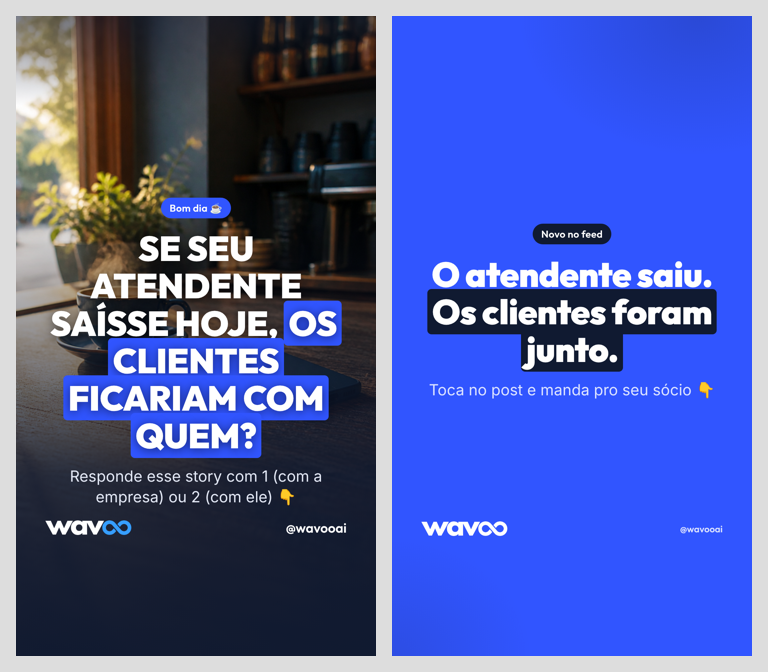 Bom dia ☕
SE SEU
ATENDENTE
SAÍSSE HOJE, OS
CLIENTES
FICARIAM COM
QUEM?
Responde esse story com 1 (com a
empresa) ou 2 (com ele) 👇
wavoo
@wavooai
Novo no feed
O atendente saiu.
Os clientes foram
junto.
Toca no post e manda pro seu sócio 👇
wavoo
@wavooai